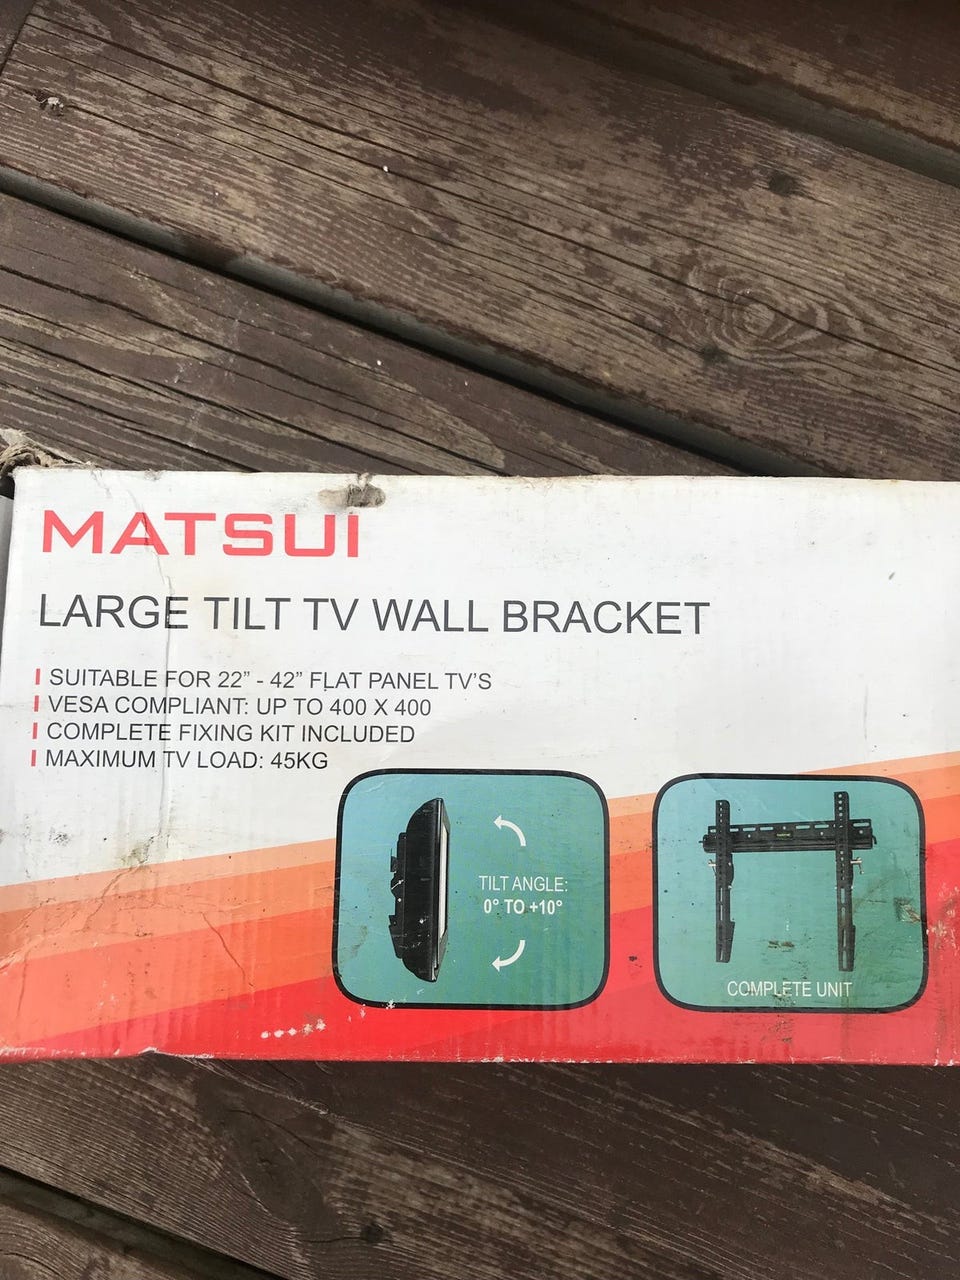 MATSUI
LARGE TILT TV WALL BRACKET
SUITABLE FOR 22” - 42” FLAT PANEL TV’S
VESA COMPLIANT: UP TO 400 X 400
COMPLETE FIXING KIT INCLUDED
MAXIMUM TV LOAD: 45KG
TILT ANGLE:
0° TO +10°
COMPLETE UNIT